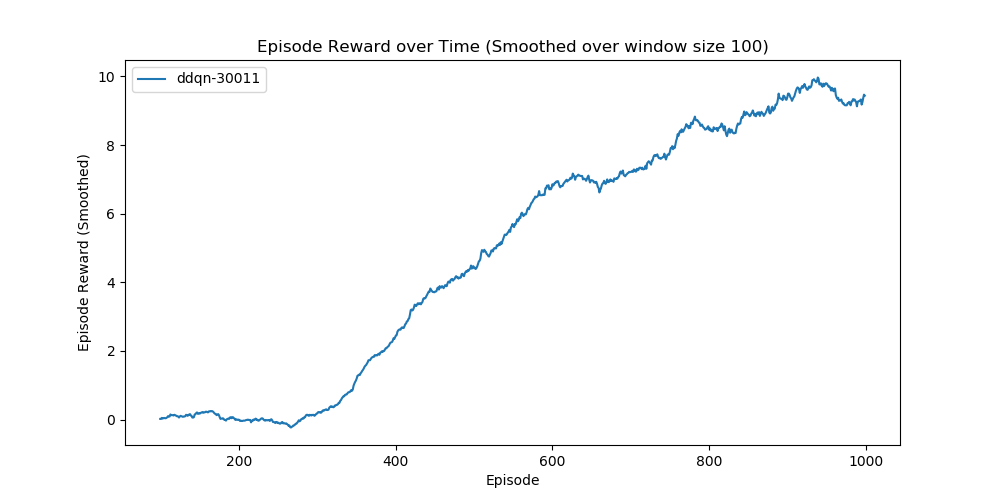 Episode Reward over Time (Smoothed over window size 100)
ddqn-30011
Episode Reward (Smoothed)
10
8
6
4
2
0
200 400 600 800 1000
Episode